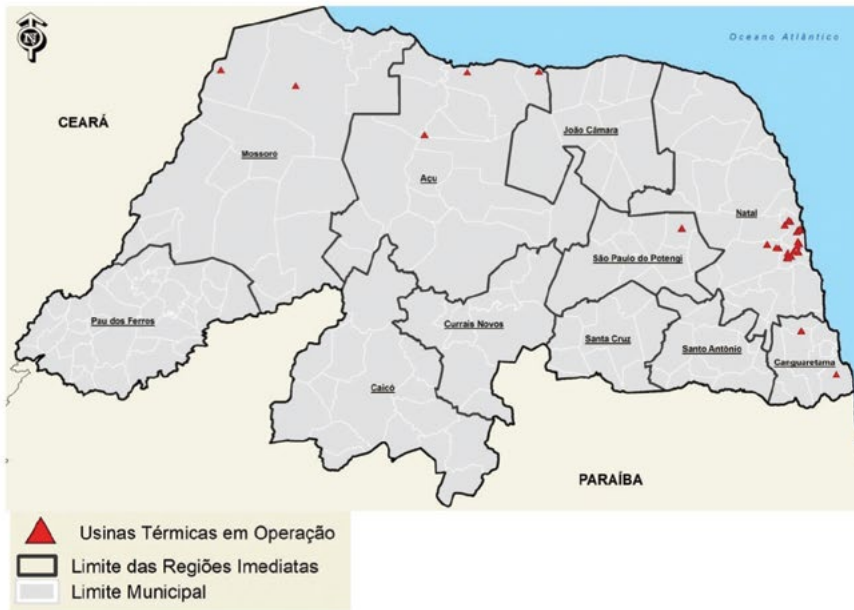 N
Oceano Atlântico
CEARÁ
João Câmara
Mossoró
Açu
Natal
São Paulo do Potengi
Pau dos Ferros
Currais Novos
Santa Cruz
Santo Antônio
Canguaretama
Caicó
PARAÍBA
Usinas Térmicas em Operação
Limite das Regiões Imediatas
Limite Municipal